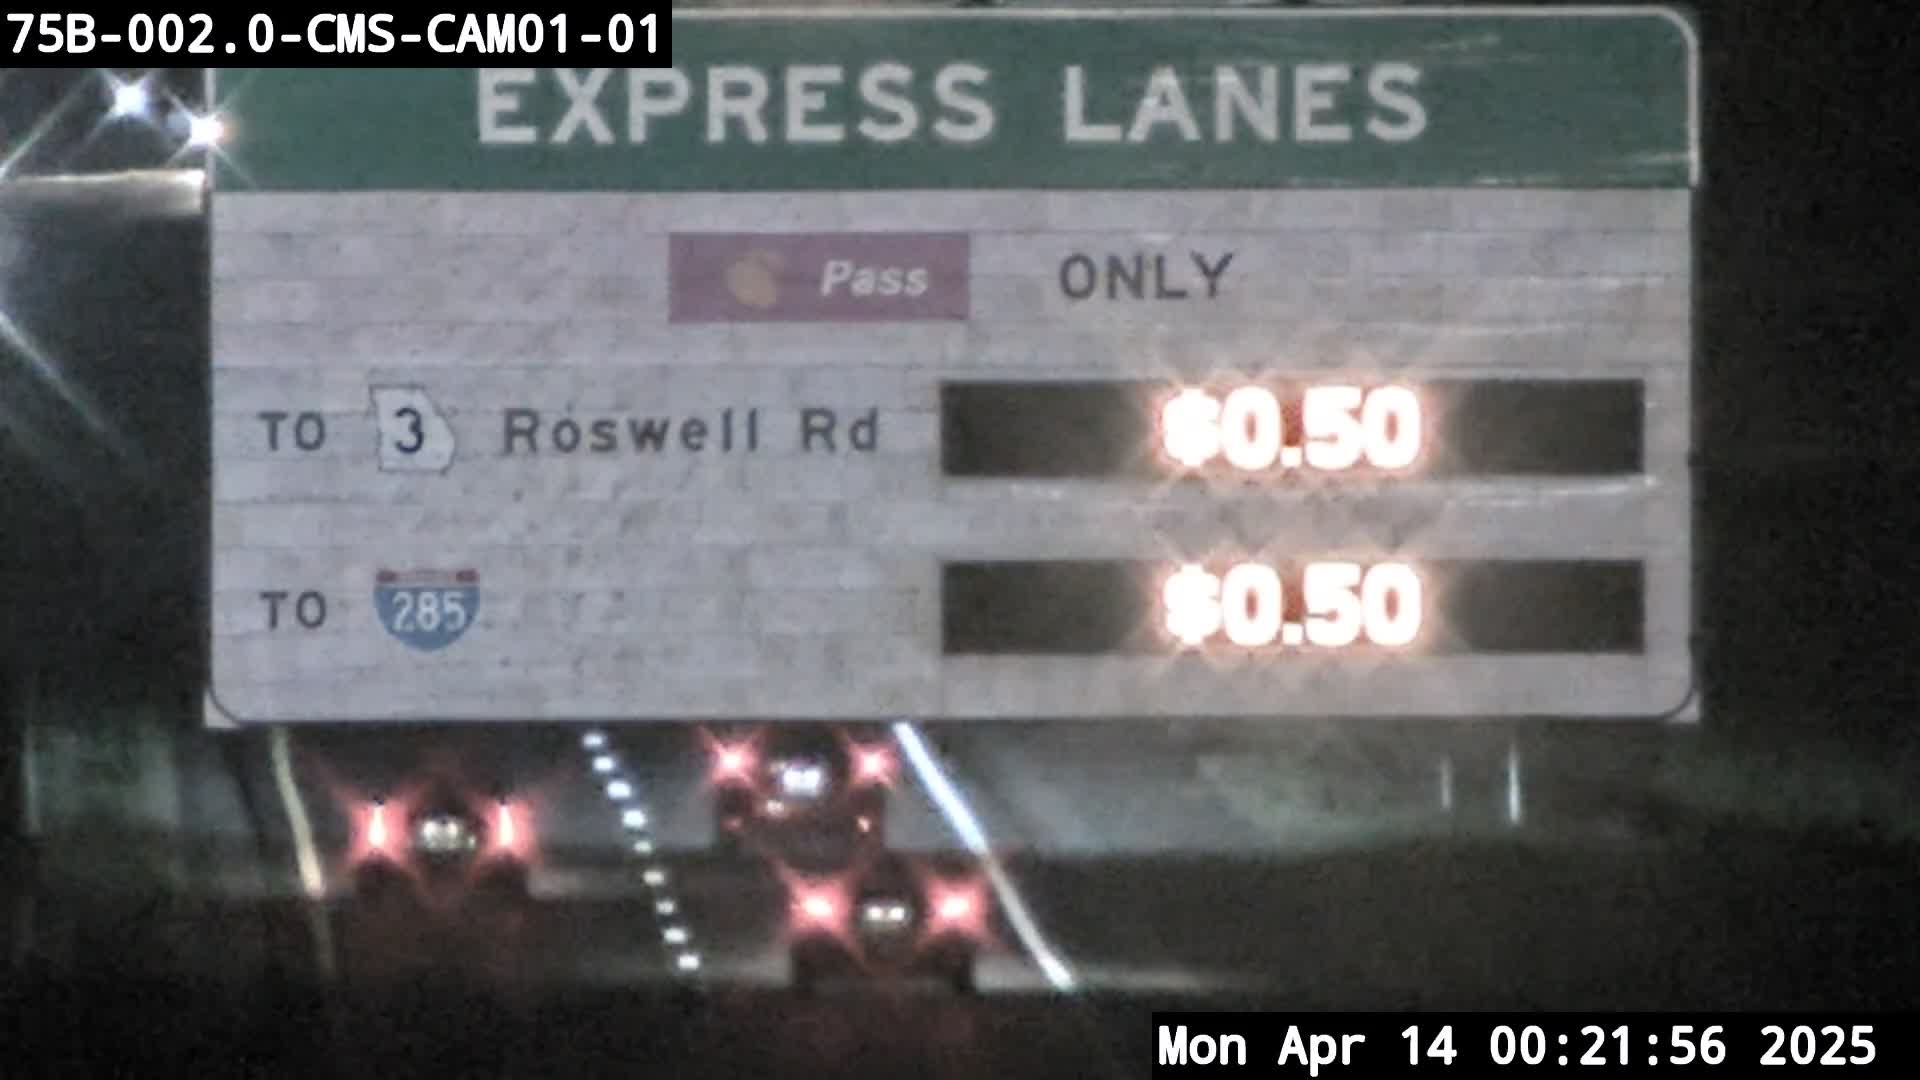 75B-002.0-CMS-CAM01-01
EXPRESS LANES
Pass ONLY
TO 3 Roswell Rd $0.50
TO 285 $0.50
Mon Apr 14 00:21:56 2025